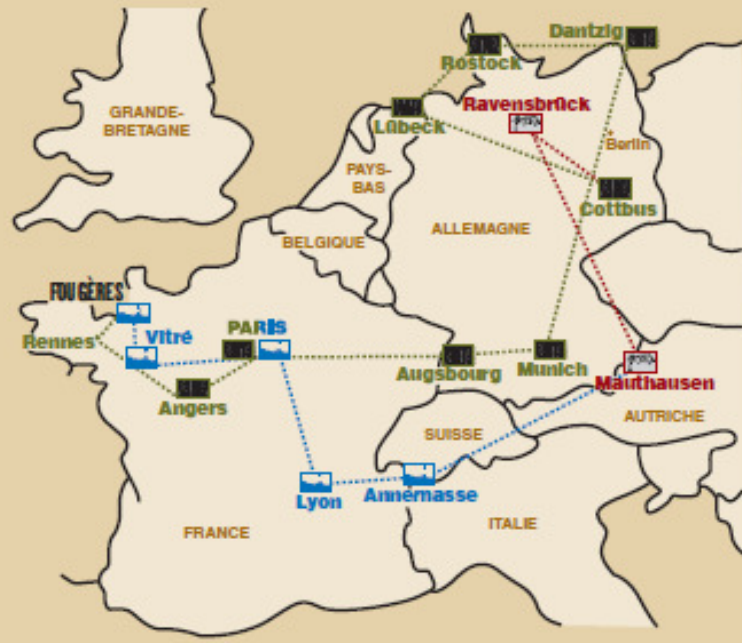 Dantzig
Rostock
GRANDE-
BRETAGNE
Ravensbrück
Lübeck
Berlin
PAYS-
BAS
Cottbus
BELGIQUE
ALLEMAGNE
FOUGÈRES
Rennes
Vitré
PARIS
Augsbourg
Munich
Mauthausen
Angers
AUTRICHE
SUISSE
Lyon
Annemasse
FRANCE
ITALIE